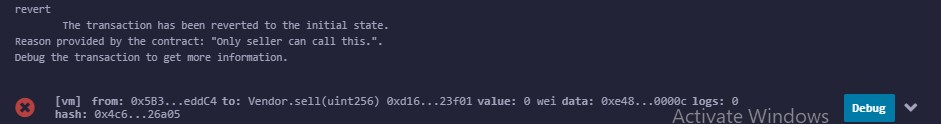 revert
The transaction has been reverted to the initial state.
Reason provided by the contract: "Only seller can call this.".
Debug the transaction to get more information.
[vm] from: 0x5B3...eddC4 to: Vendor.sell(uint256) 0xd16...23f01 value: 0 wei data: 0xe48...0000c logs: 0
hash: 0x4c6...26a05
Debug
Activate Windows